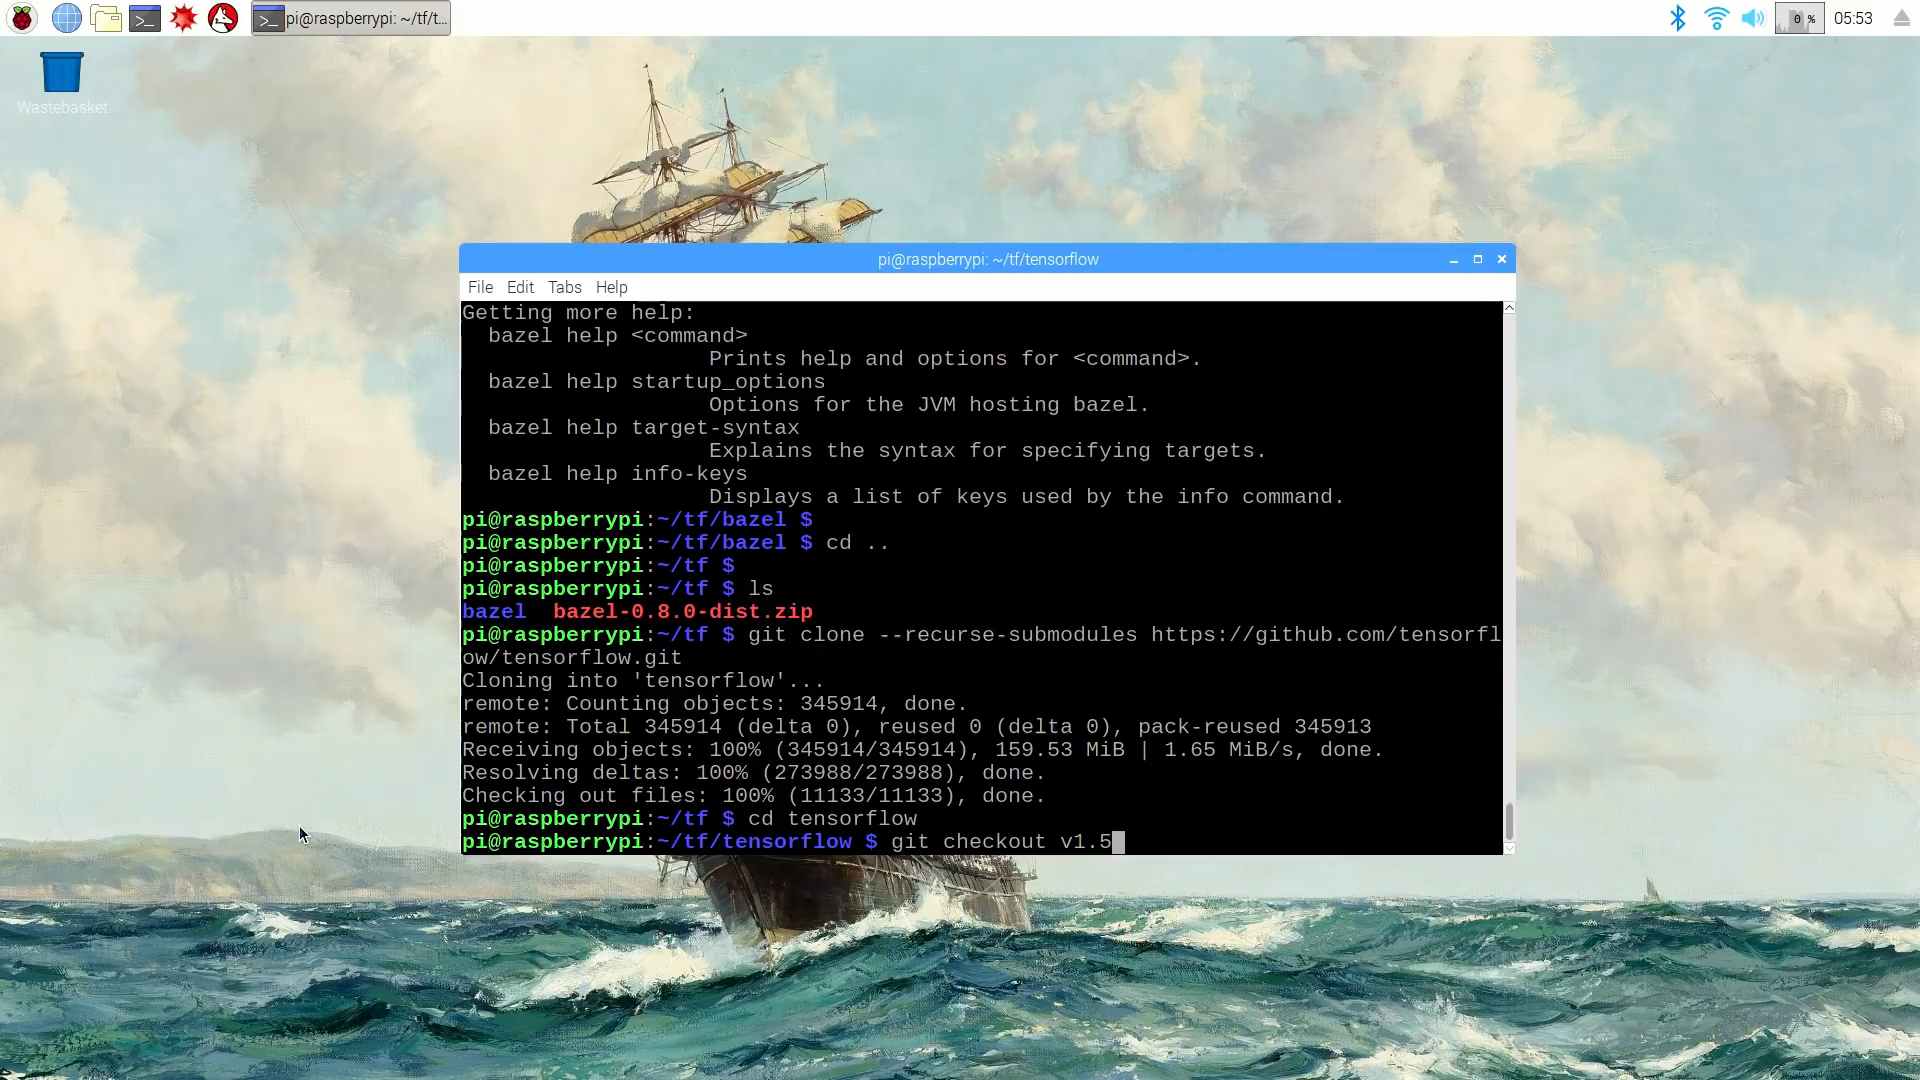 pi@raspberrypi: ~/tf/t...
0 %
05:53
Wastebasket
pi@raspberrypi: ~/tf/tensorflow
File Edit Tabs Help
Getting more help:
  bazel help <command>
                   Prints help and options for <command>.
  bazel help startup_options
                   Options for the JVM hosting bazel.
  bazel help target-syntax
                   Explains the syntax for specifying targets.
  bazel help info-keys
                   Displays a list of keys used by the info command.
pi@raspberrypi:~/tf/bazel $
pi@raspberrypi:~/tf/bazel $ cd ..
pi@raspberrypi:~/tf $
pi@raspberrypi:~/tf $ ls
bazel  bazel-0.8.0-dist.zip
pi@raspberrypi:~/tf $ git clone --recurse-submodules https://github.com/tensorfl
ow/tensorflow.git
Cloning into 'tensorflow'...
remote: Counting objects: 345914, done.
remote: Total 345914 (delta 0), reused 0 (delta 0), pack-reused 345913
Receiving objects: 100% (345914/345914), 159.53 MiB | 1.65 MiB/s, done.
Resolving deltas: 100% (273988/273988), done.
Checking out files: 100% (11133/11133), done.
pi@raspberrypi:~/tf $ cd tensorflow
pi@raspberrypi:~/tf/tensorflow $ git checkout v1.5